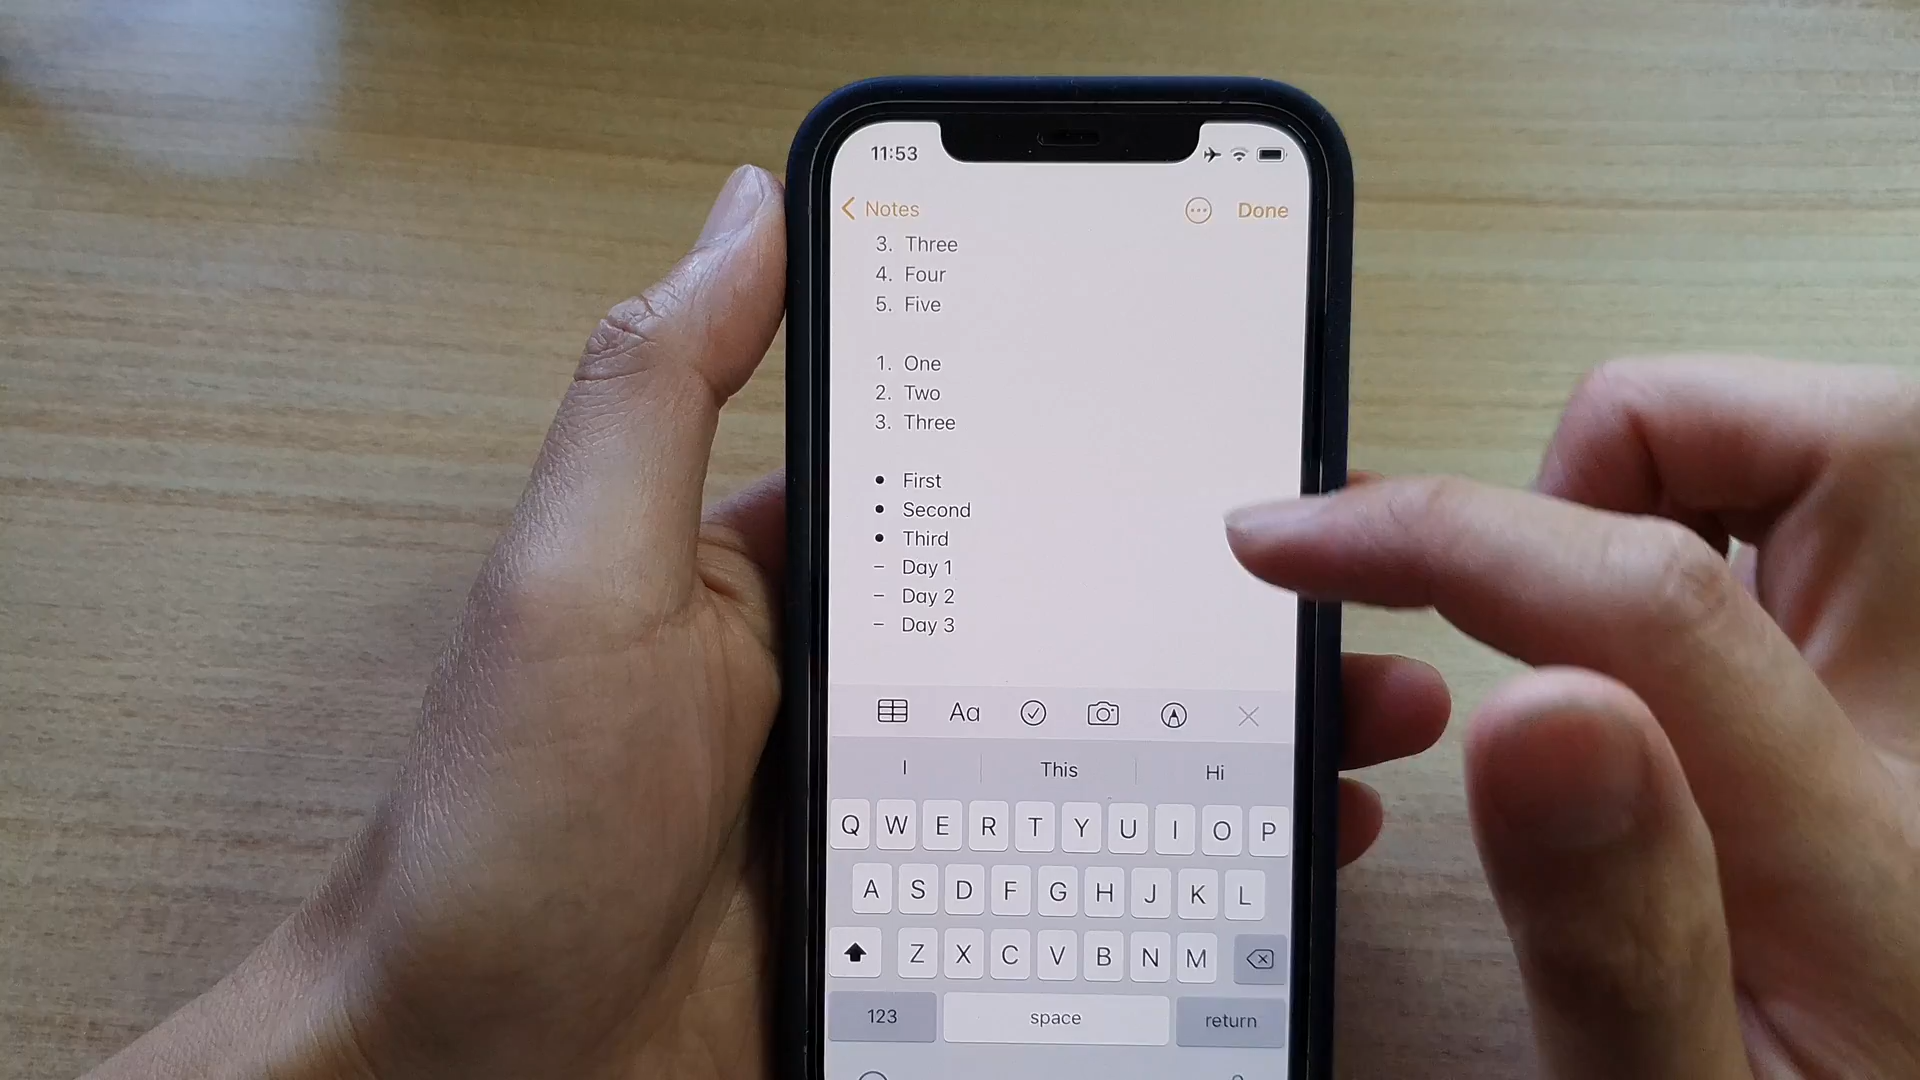 11:53
Notes
Done
3. Three
4. Four
5. Five
1. One
2. Two
3. Three
• First
• Second
• Third
– Day 1
– Day 2
– Day 3
Aa
I This Hi
Q W E R T Y U I O P
A S D F G H J K L
Z X C V B N M
123 space return